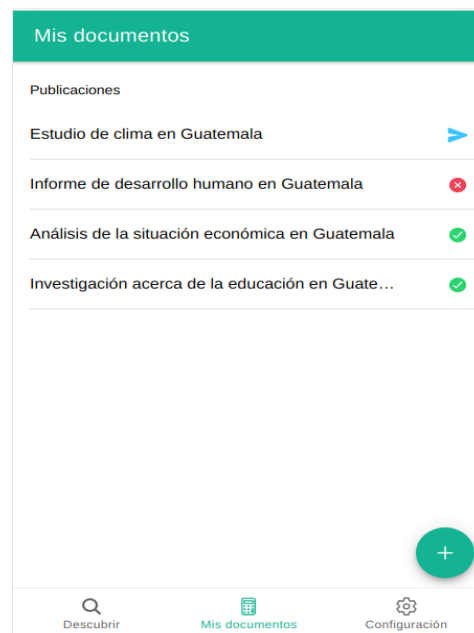 Mis documentos
Publicaciones
Estudio de clima en Guatemala
Informe de desarrollo humano en Guatemala
Análisis de la situación económica en Guatemala
Investigación acerca de la educación en Guate…
Descubrir
Mis documentos
Configuración